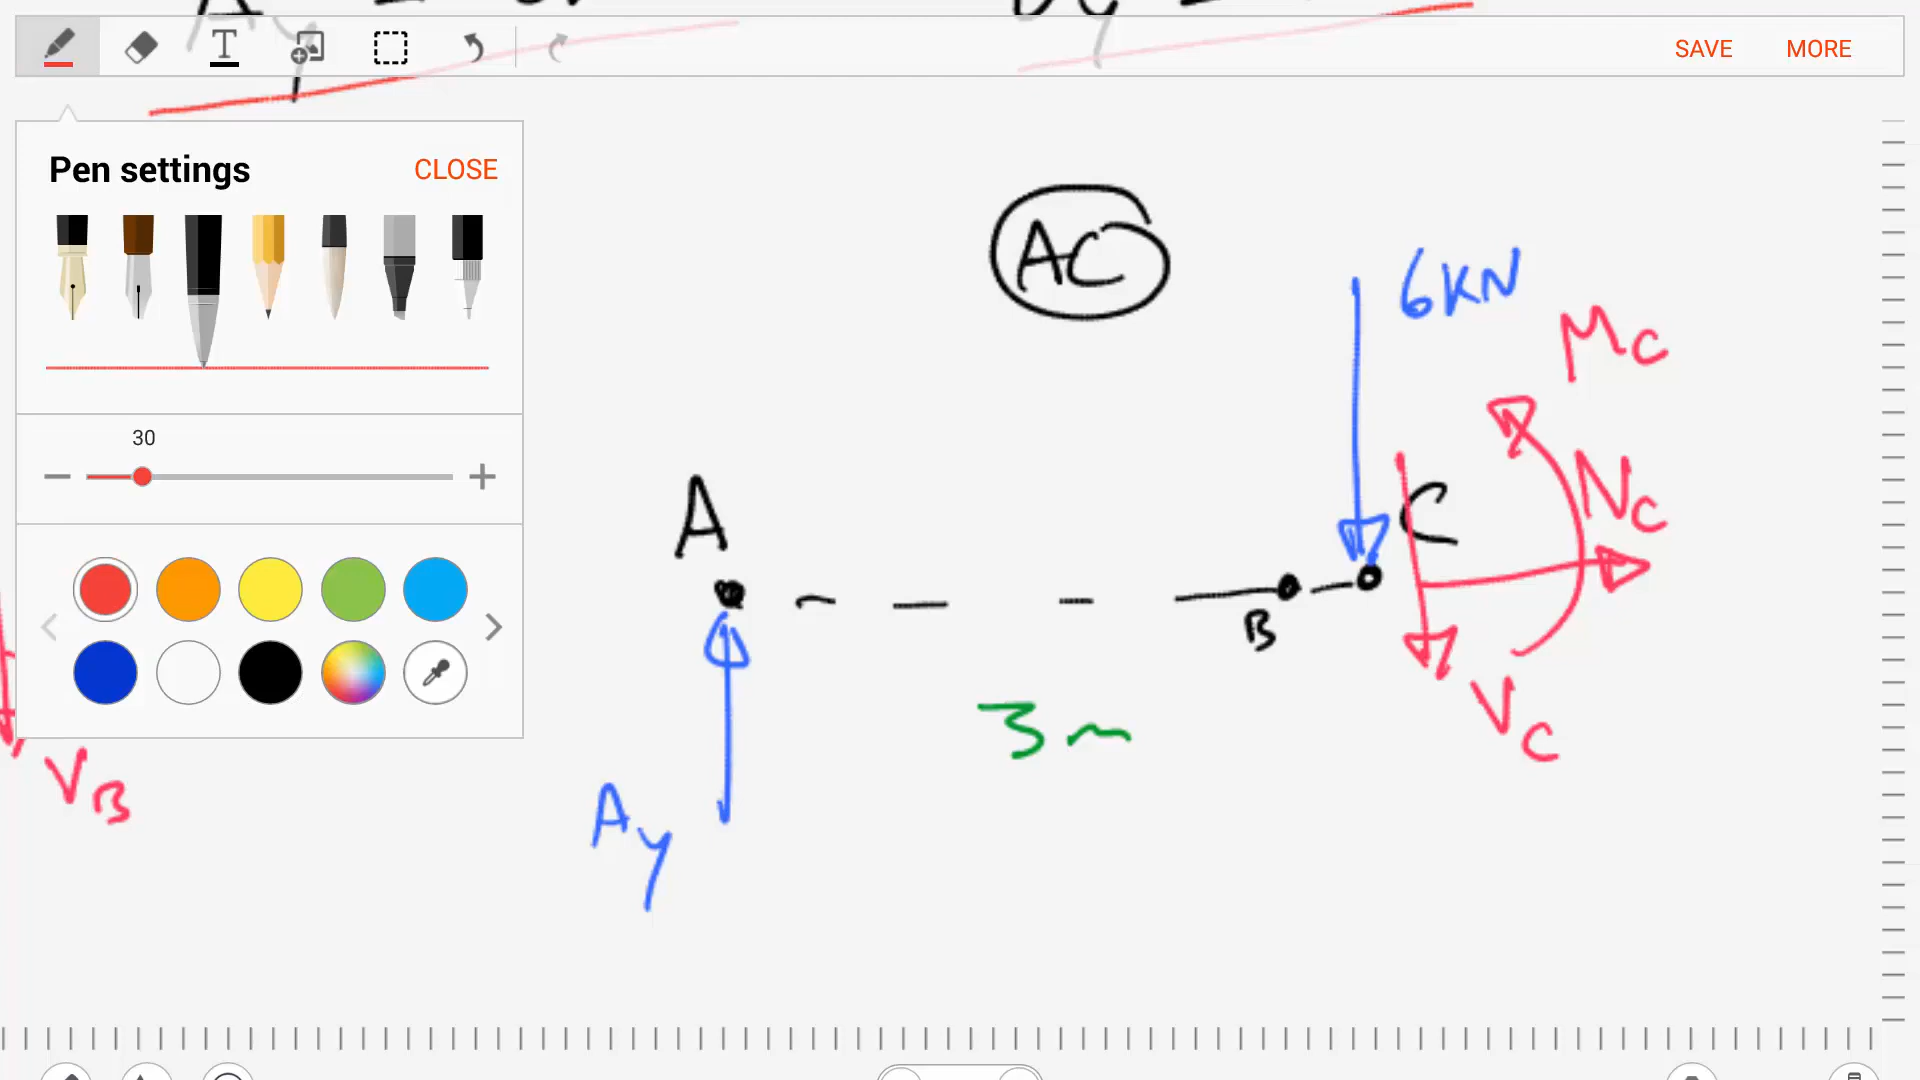 SAVE MORE
Pen settings CLOSE
30
AC
6KN
Mc
A
C
Nc
B
3m
Vc
VB
Ay